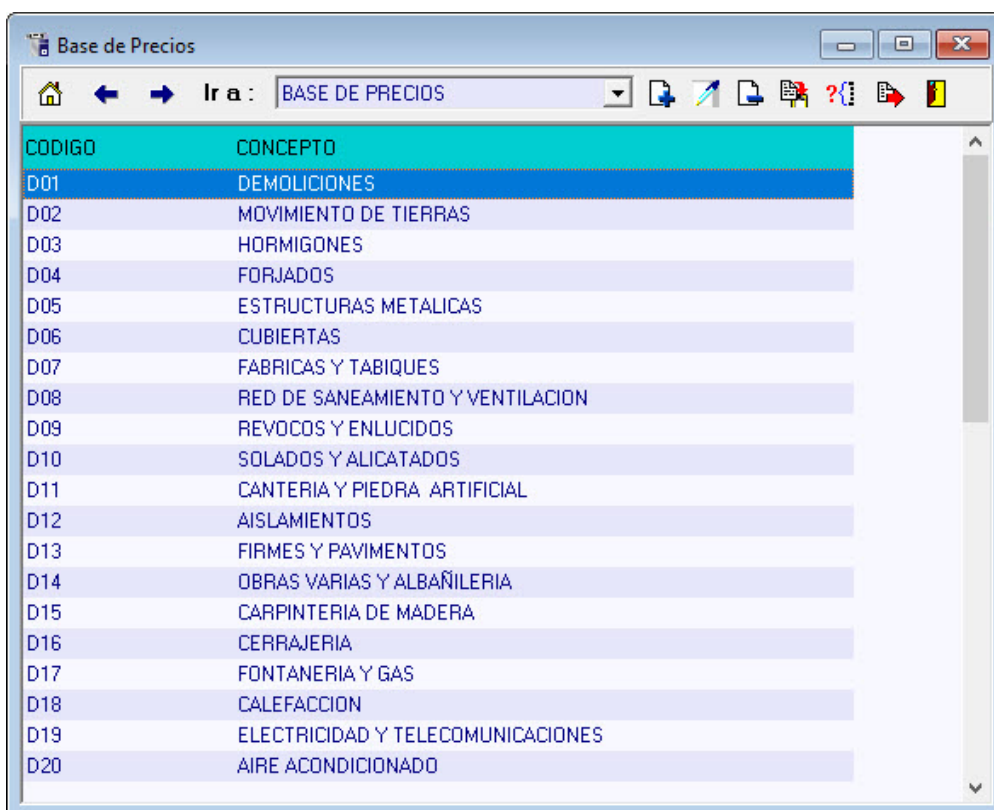 Base de Precios
Ir a : BASE DE PRECIOS
CODIGO CONCEPTO
D01 DEMOLICIONES
D02 MOVIMIENTO DE TIERRAS
D03 HORMIGONES
D04 FORJADOS
D05 ESTRUCTURAS METALICAS
D06 CUBIERTAS
D07 FABRICAS Y TABIQUES
D08 RED DE SANEAMIENTO Y VENTILACION
D09 REVOCOS Y ENLUCIDOS
D10 SOLADOS Y ALICATADOS
D11 CANTERIA Y PIEDRA ARTIFICIAL
D12 AISLAMIENTOS
D13 FIRMES Y PAVIMENTOS
D14 OBRAS VARIAS Y ALBAÑILERIA
D15 CARPINTERIA DE MADERA
D16 CERRAJERIA
D17 FONTANERIA Y GAS
D18 CALEFACCION
D19 ELECTRICIDAD Y TELECOMUNICACIONES
D20 AIRE ACONDICIONADO